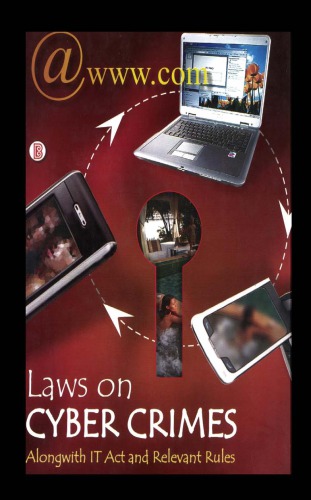 @www.com
B
Laws on
CYBER CRIMES
Alongwith IT Act and Relevant Rules